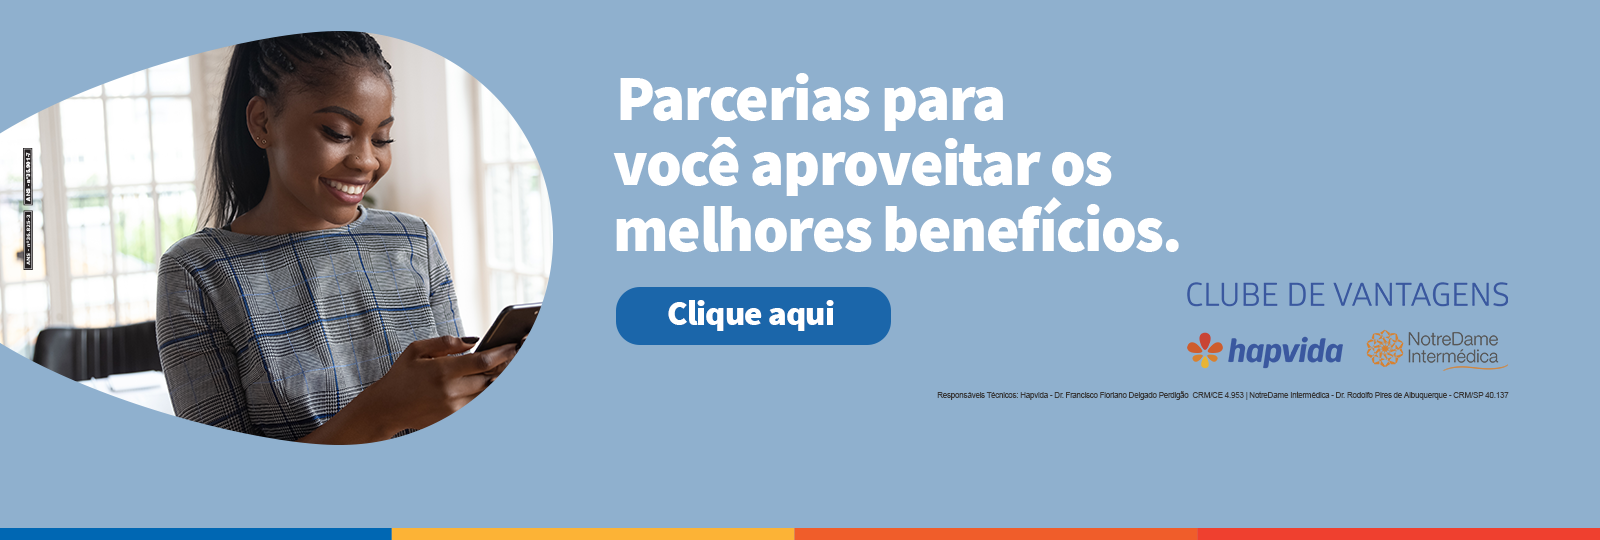 Parcerias para
você aproveitar os
melhores benefícios.
Clique aqui
CLUBE DE VANTAGENS
hapvida
NotreDame
Intermédica
Responsáveis Técnicos: Hapvida - Dr. Francisco Floriano Delgado Perdigão CRM/CE 4.953 | NotreDame Intermédica - Dr. Rodolfo Pires de Albuquerque - CRM/SP 40.137